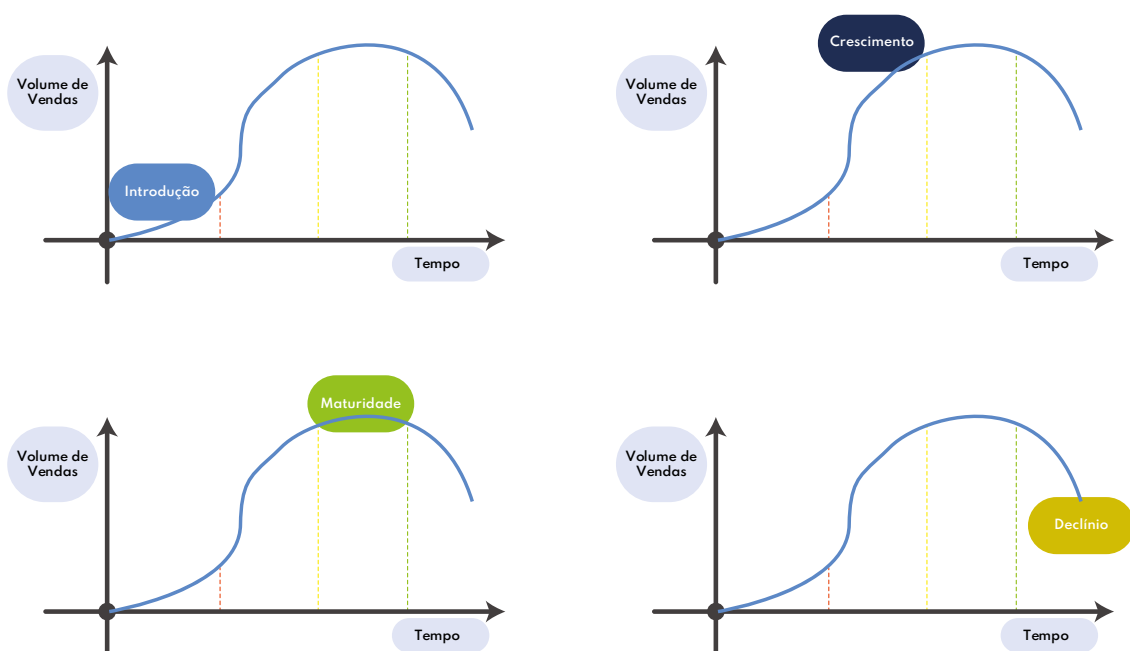 Volume de
Vendas
Introdução
Tempo
Crescimento
Volume de
Vendas
Tempo
Maturidade
Volume de
Vendas
Tempo
Volume de
Vendas
Declínio
Tempo